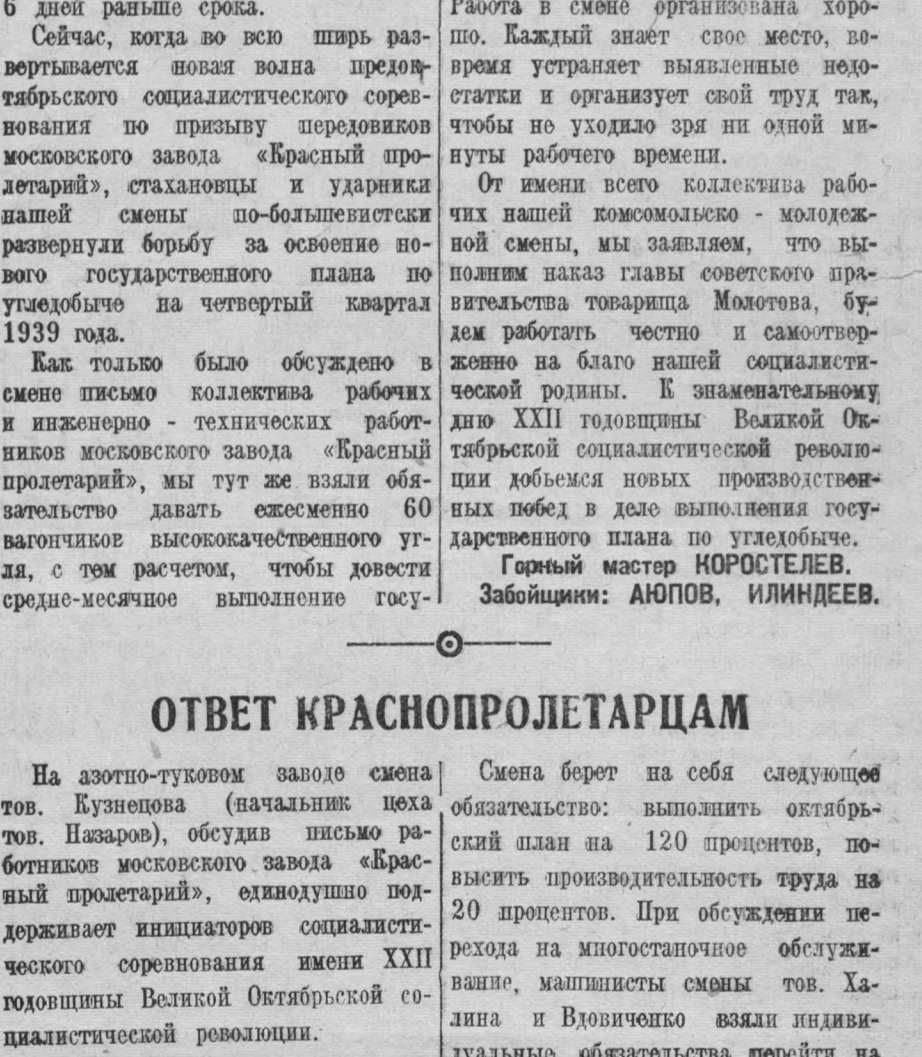 6 дней раньше срока.
Сейчас, когда во всю ширь раз-
вертывается новая волна предок-
тябрьского социалистического сорев-
нования по призыву передовиков
московского завода «Красный про-
летарий», стахановцы и ударники
нашей смены по-большевистски
развернули борьбу за освоение но-
вого государственного плана по
угледобыче на четвертый квартал
1939 года.
Как только было обсуждено в
смене письмо коллектива рабочих
и инженерно - технических работ-
ников московского завода «Красный
пролетарий», мы тут же взяли обя-
зательство давать ежесменно 60
вагончиков высококачественного уг-
ля, с тем расчетом, чтобы довести
средне-месячное выполнение госу-
Работа в смене организована хоро-
шо. Каждый знает свое место, во-
время устраняет выявленные недо-
статки и организует свой труд так,
чтобы не уходило зря ни одной ми-
нуты рабочего времени.
От имени всего коллектива рабо-
чих нашей комсомольско - молодеж-
ной смены, мы заявляем, что вы-
полним наказ главы советского пра-
вительства товарища Молотова, бу-
дем работать честно и самоотвер-
женно на благо нашей социалисти-
ческой родины. К знаменательному
дню XXII годовщины Великой Ок-
тябрьской социалистической револю-
ции добьемся новых производствен-
ных побед в деле выполнения госу-
дарственного плана по угледобыче.
Горный мастер КОРОСТЕЛЕВ.
Забойщики: АЮПОВ, ИЛИНДЕЕВ.
ОТВЕТ КРАСНОПРОЛЕТАРЦАМ
На азотно-туковом заводе смена
тов. Кузнецова (начальник цеха
тов. Назаров), обсудив письмо ра-
ботников московского завода «Крас-
ный пролетарий», единодушно под-
держивает инициаторов социалисти-
ческого соревнования имени XXII
годовщины Великой Октябрьской со-
циалистической революции.
Смена берет на себя следующее
обязательство: выполнить октябрь-
ский план на 120 процентов, по-
высить производительность труда на
20 процентов. При обсуждении пе-
рехода на многостаночное обслужи-
вание, машинисты смены тов. Ха-
лина и Вдовиченко взяли индиви-
дуальные обязательства перейти на